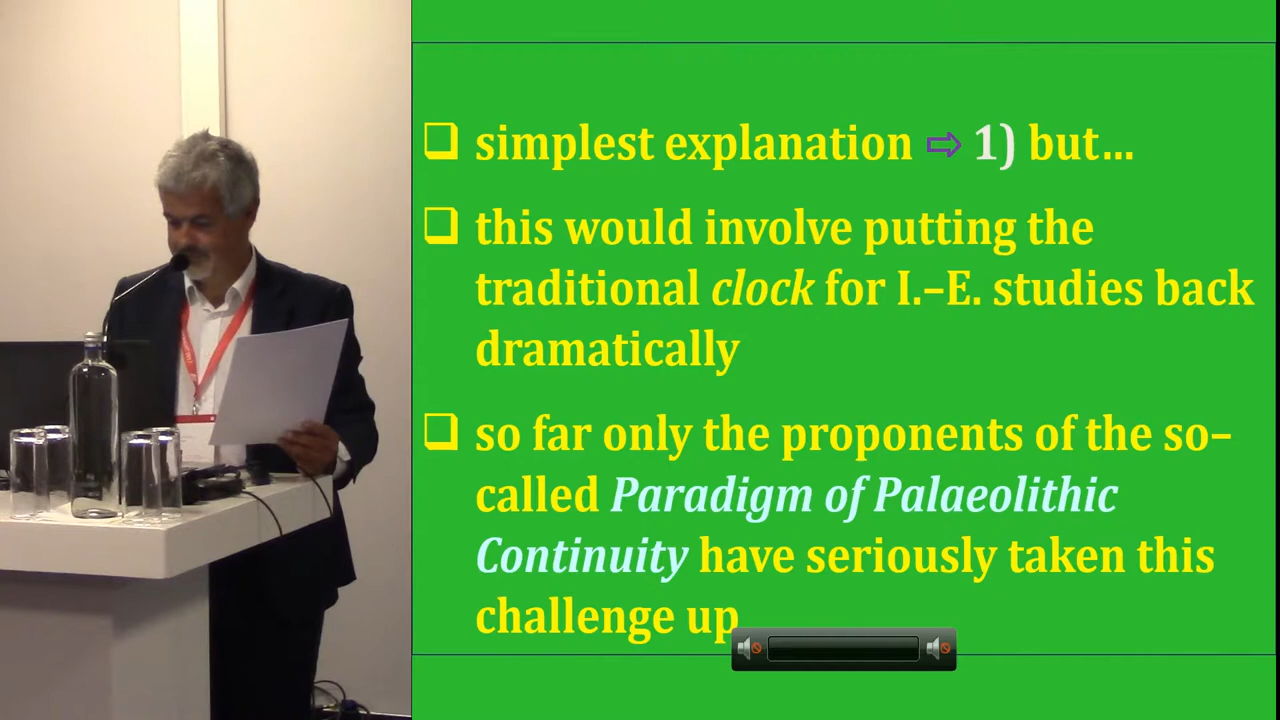 ❑ simplest explanation ⇨ 1) but…
❑ this would involve putting the
traditional clock for I.–E. studies back
dramatically
❑ so far only the proponents of the so–
called Paradigm of Palaeolithic
Continuity have seriously taken this
challenge up